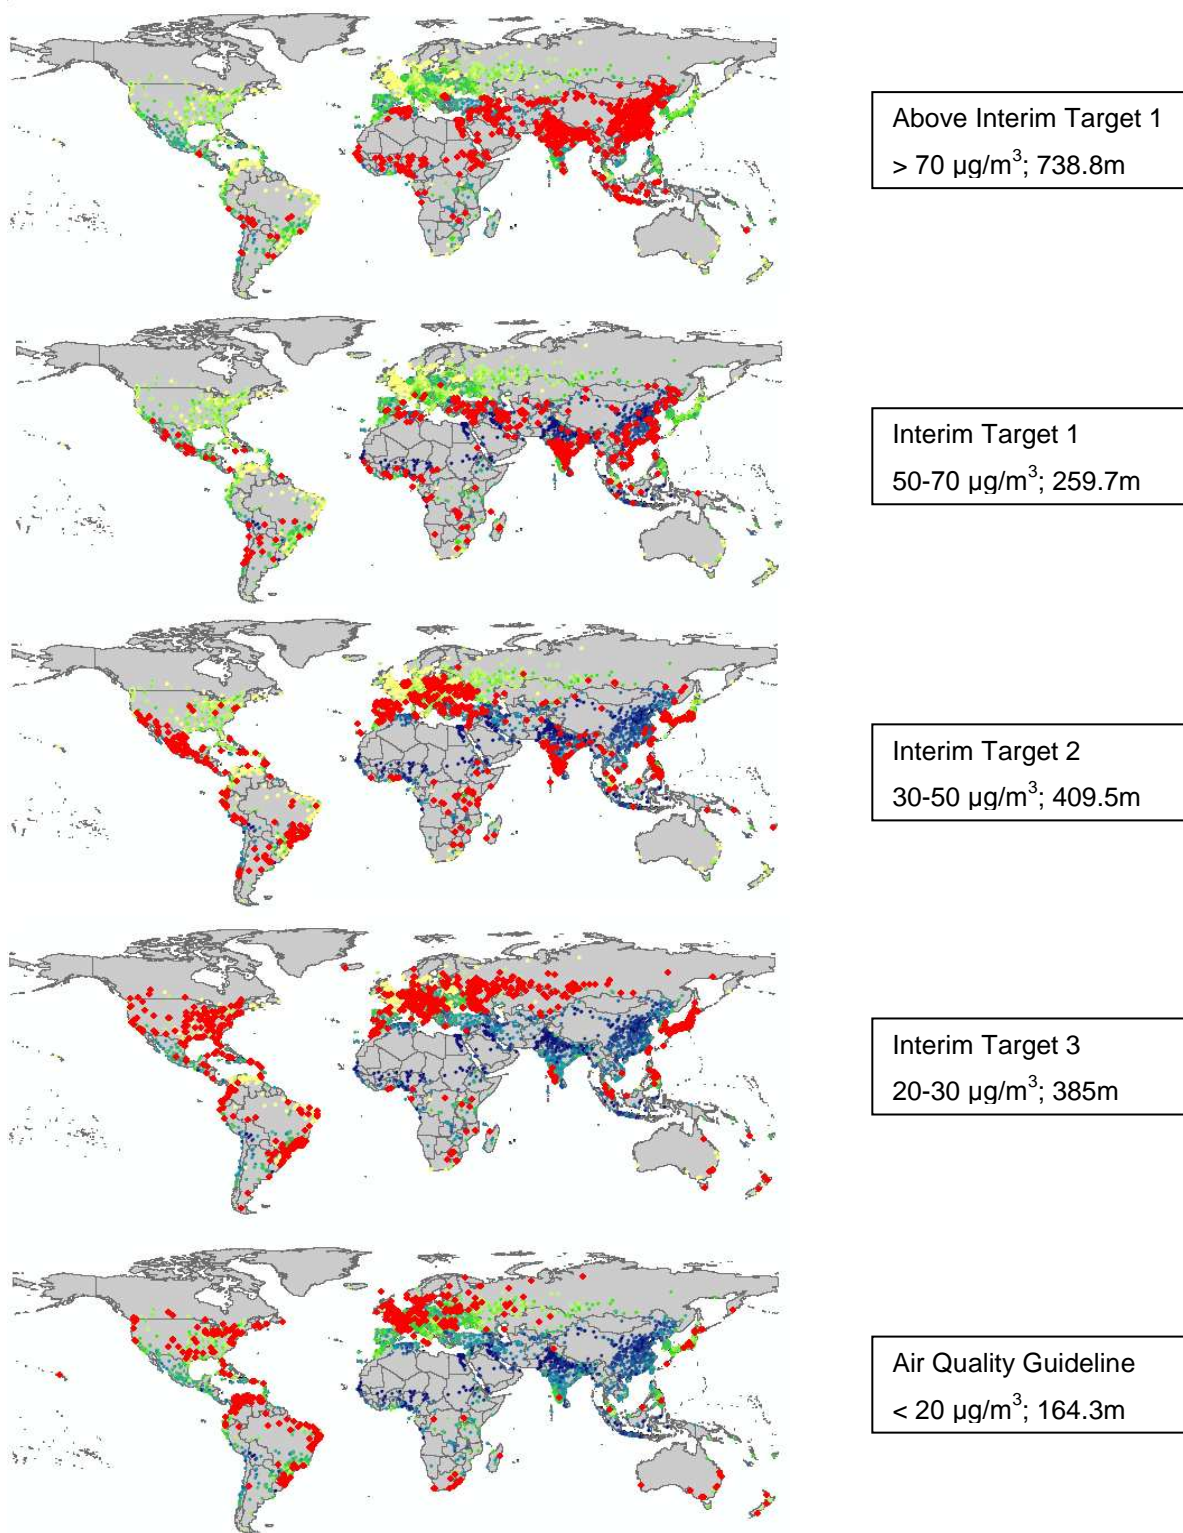 Above Interim Target 1
> 70 µg/m³; 738.8m
Interim Target 1
50-70 µg/m³; 259.7m
Interim Target 2
30-50 µg/m³; 409.5m
Interim Target 3
20-30 µg/m³; 385m
Air Quality Guideline
< 20 µg/m³; 164.3m